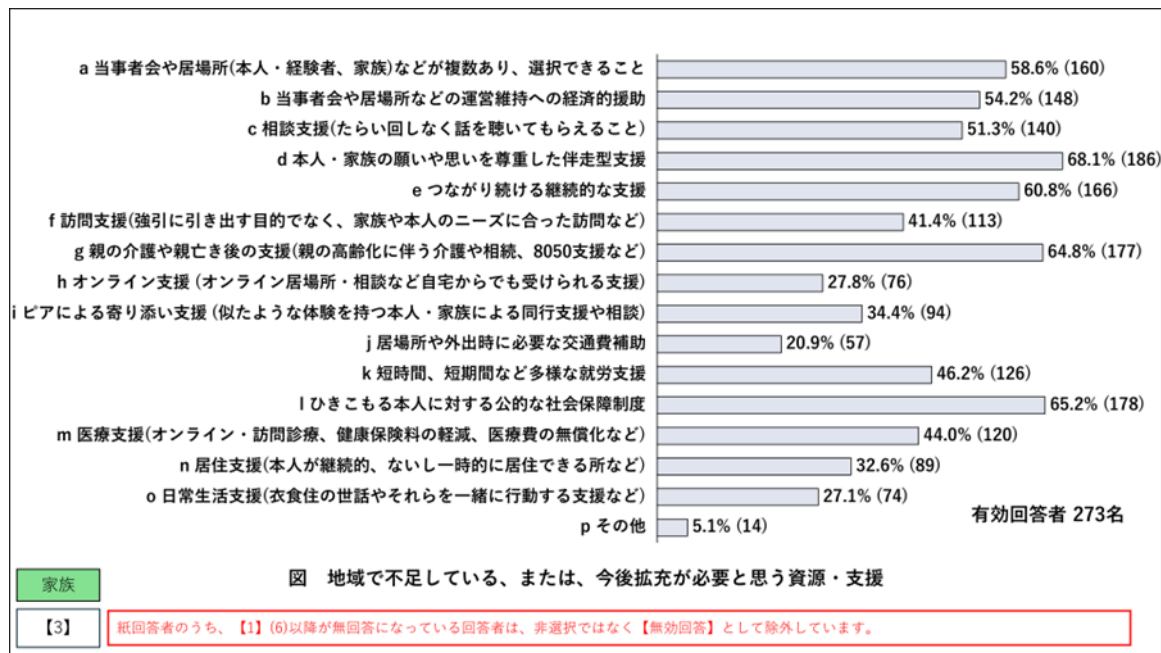 a 当事者会や居場所(本人・経験者、家族)などが複数あり、選択できること 58.6% (160)
b 当事者会や居場所などの運営維持への経済的援助 54.2% (148)
c 相談支援(たらい回しなく話を聴いてもらえること) 51.3% (140)
d 本人・家族の願いや思いを尊重した伴走型支援 68.1% (186)
e つながり続ける継続的な支援 60.8% (166)
f 訪問支援(強引に引き出す目的でなく、家族や本人のニーズに合った訪問など) 41.4% (113)
g 親の介護や親亡き後の支援(親の高齢化に伴う介護や相続、8050支援など) 64.8% (177)
h オンライン支援 (オンライン居場所・相談など自宅からでも受けられる支援) 27.8% (76)
i ピアによる寄り添い支援 (似たような体験を持つ本人・家族による同行支援や相談) 34.4% (94)
j 居場所や外出時に必要な交通費補助 20.9% (57)
k 短時間、短期間など多様な就労支援 46.2% (126)
l ひきこもる本人に対する公的な社会保障制度 65.2% (178)
m 医療支援(オンライン・訪問診療、健康保険料の軽減、医療費の無償化など) 44.0% (120)
n 居住支援(本人が継続的、ないし一時的に居住できる所など) 32.6% (89)
o 日常生活支援(衣食住の世話やそれらを一緒に行動する支援など) 27.1% (74)
p その他 5.1% (14)
有効回答者 273名
図 地域で不足している、または、今後拡充が必要と思う資源・支援
家族
【3】
紙回答者のうち、【1】(6)以降が無回答になっている回答者は、非選択ではなく【無効回答】として除外しています。